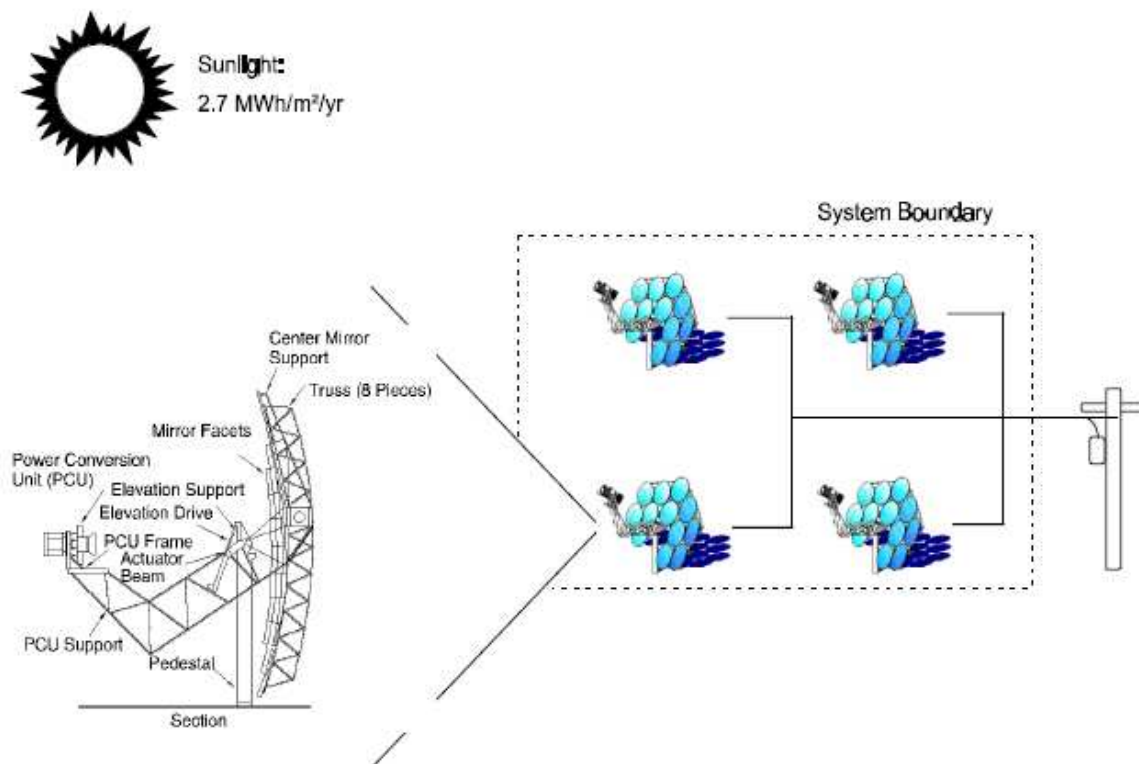 Sunlight:
2.7 MWh/m²/yr
System Boundary
Center Mirror
Support
Truss (8 Pieces)
Mirror Facets
Power Conversion
Unit (PCU)
Elevation Support
Elevation Drive
PCU Frame
Actuator
Beam
PCU Support
Pedestal
Section